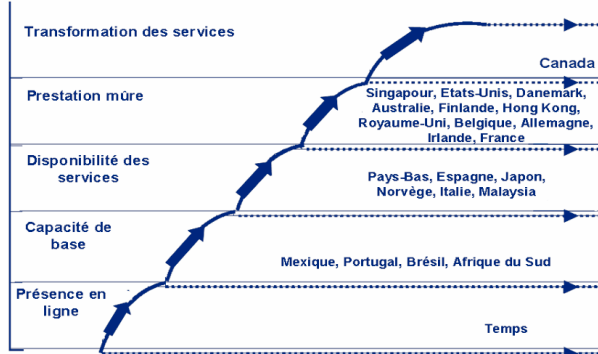 Transformation des services
Canada
Prestation mûre
Singapour, Etats-Unis, Danemark,
Australie, Finlande, Hong Kong,
Royaume-Uni, Belgique, Allemagne,
Irlande, France
Disponibilité des
services
Pays-Bas, Espagne, Japon,
Norvège, Italie, Malaysia
Capacité de
base
Mexique, Portugal, Brésil, Afrique du Sud
Présence en
ligne
Temps